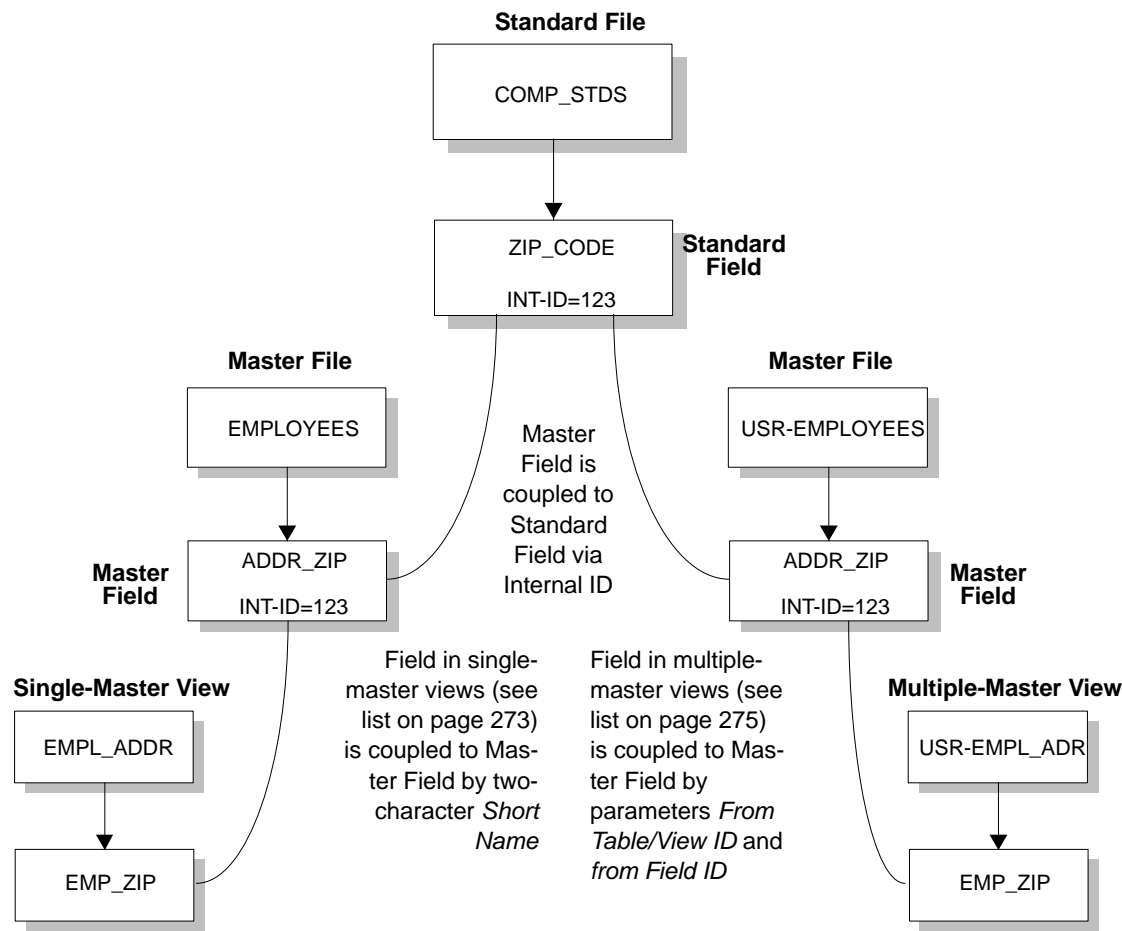 Standard File
COMP_STDS
ZIP_CODE
INT-ID=123
Standard
Field
Master File
EMPLOYEES
Master File
USR-EMPLOYEES
Master
Field is
coupled to
Standard
Field via
Internal ID
Master
Field
ADDR_ZIP
INT-ID=123
ADDR_ZIP
INT-ID=123
Master
Field
Field in single-
master views (see
list on page 273)
is coupled to Mas-
ter Field by two-
character Short
Name
Field in multiple-
master views (see
list on page 275)
is coupled to Mas-
ter Field by
parameters From
Table/View ID and
from Field ID
Single-Master View
EMPL_ADDR
EMP_ZIP
Multiple-Master View
USR-EMPL_ADR
EMP_ZIP